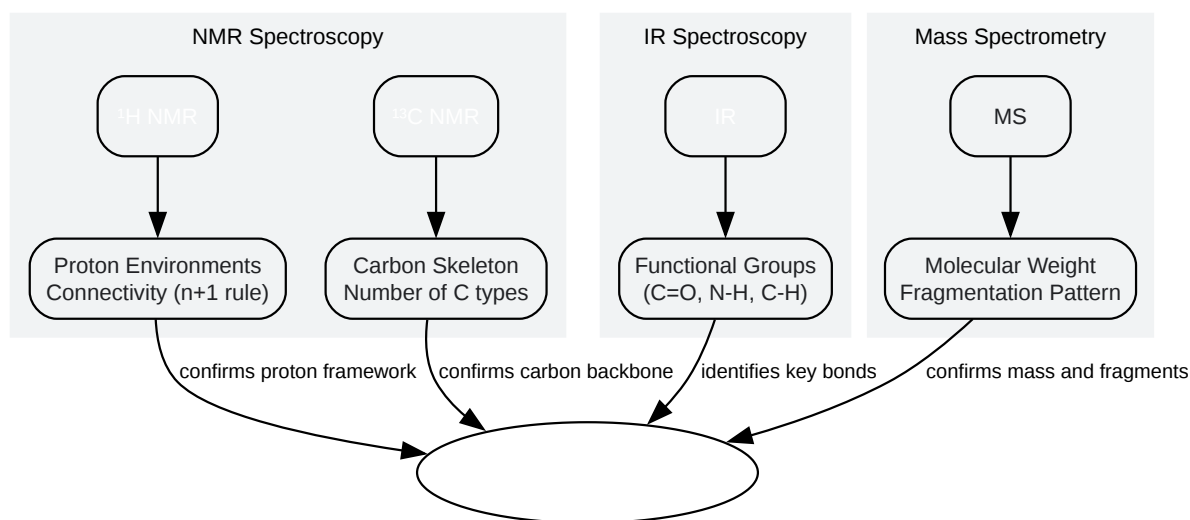 NMR Spectroscopy
IR Spectroscopy
Mass Spectrometry
¹H NMR
¹³C NMR
IR
MS
Proton Environments
Connectivity (n+1 rule)
Carbon Skeleton
Number of C types
Functional Groups
(C=O, N-H, C-H)
Molecular Weight
Fragmentation Pattern
confirms proton framework
confirms carbon backbone
identifies key bonds
confirms mass and fragments